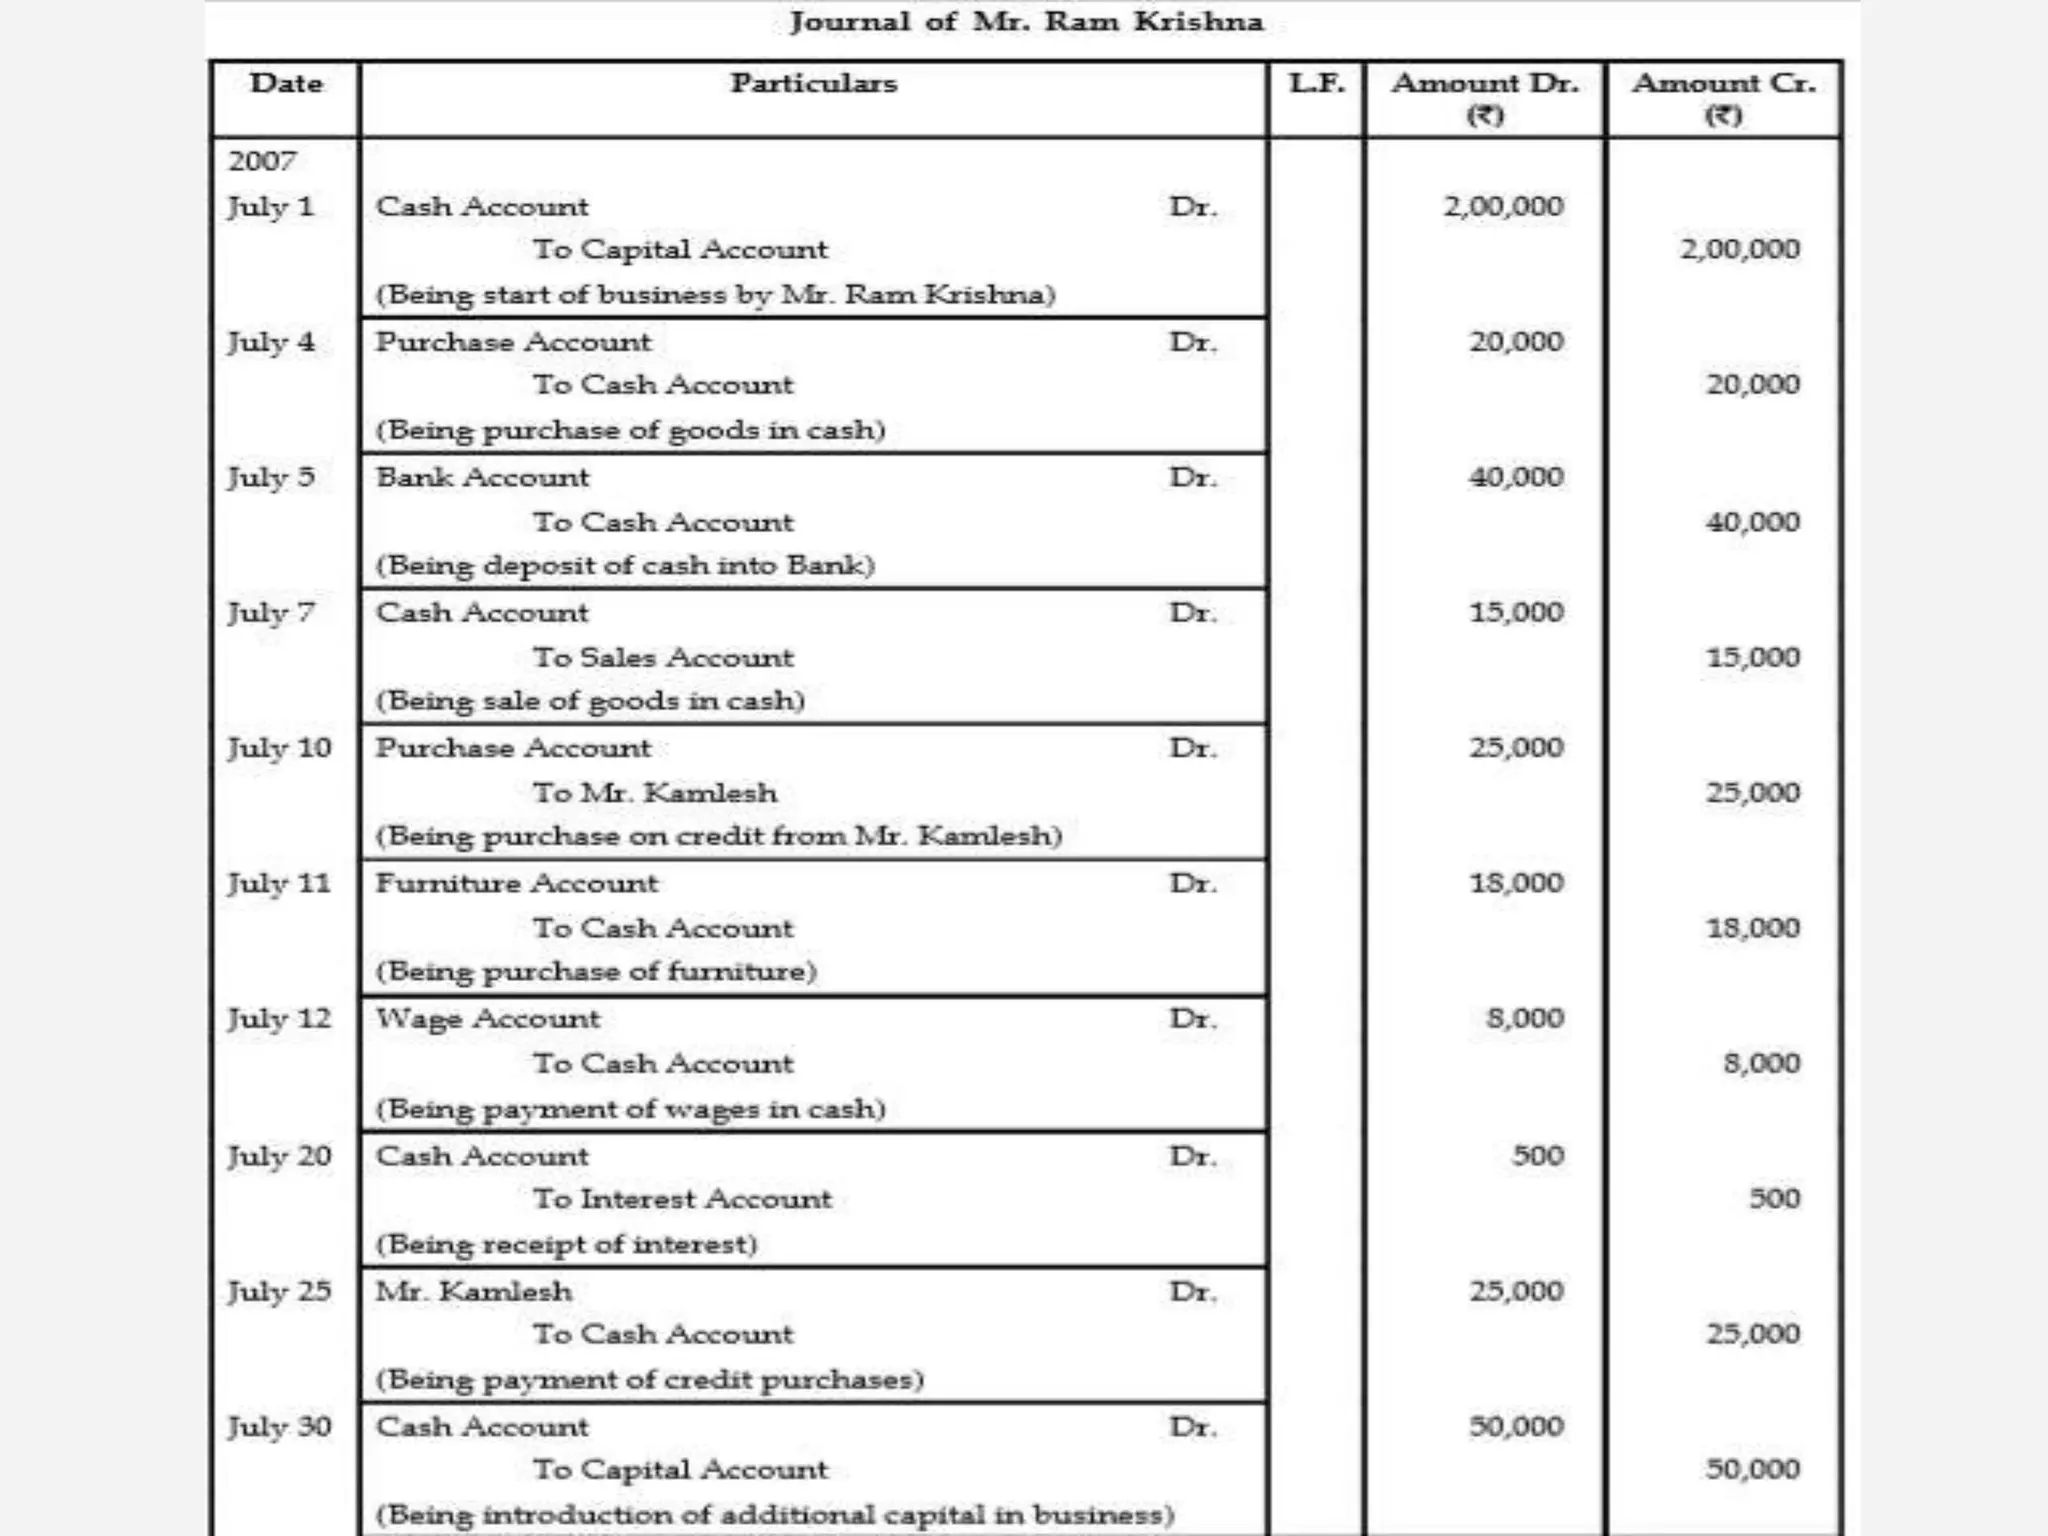 Journal of Mr. Ram Krishna
Date Particulars L.F. Amount Dr. (₹) Amount Cr. (₹)
2007
July 1 Cash Account Dr. 2,00,000
To Capital Account 2,00,000
(Being start of business by Mr. Ram Krishna)
July 4 Purchase Account Dr. 20,000
To Cash Account 20,000
(Being purchase of goods in cash)
July 5 Bank Account Dr. 40,000
To Cash Account 40,000
(Being deposit of cash into Bank)
July 7 Cash Account Dr. 15,000
To Sales Account 15,000
(Being sale of goods in cash)
July 10 Purchase Account Dr. 25,000
To Mr. Kamlesh 25,000
(Being purchase on credit from Mr. Kamlesh)
July 11 Furniture Account Dr. 18,000
To Cash Account 18,000
(Being purchase of furniture)
July 12 Wage Account Dr. 8,000
To Cash Account 8,000
(Being payment of wages in cash)
July 20 Cash Account Dr. 500
To Interest Account 500
(Being receipt of interest)
July 25 Mr. Kamlesh Dr. 25,000
To Cash Account 25,000
(Being payment of credit purchases)
July 30 Cash Account Dr. 50,000
To Capital Account 50,000
(Being introduction of additional capital in business)